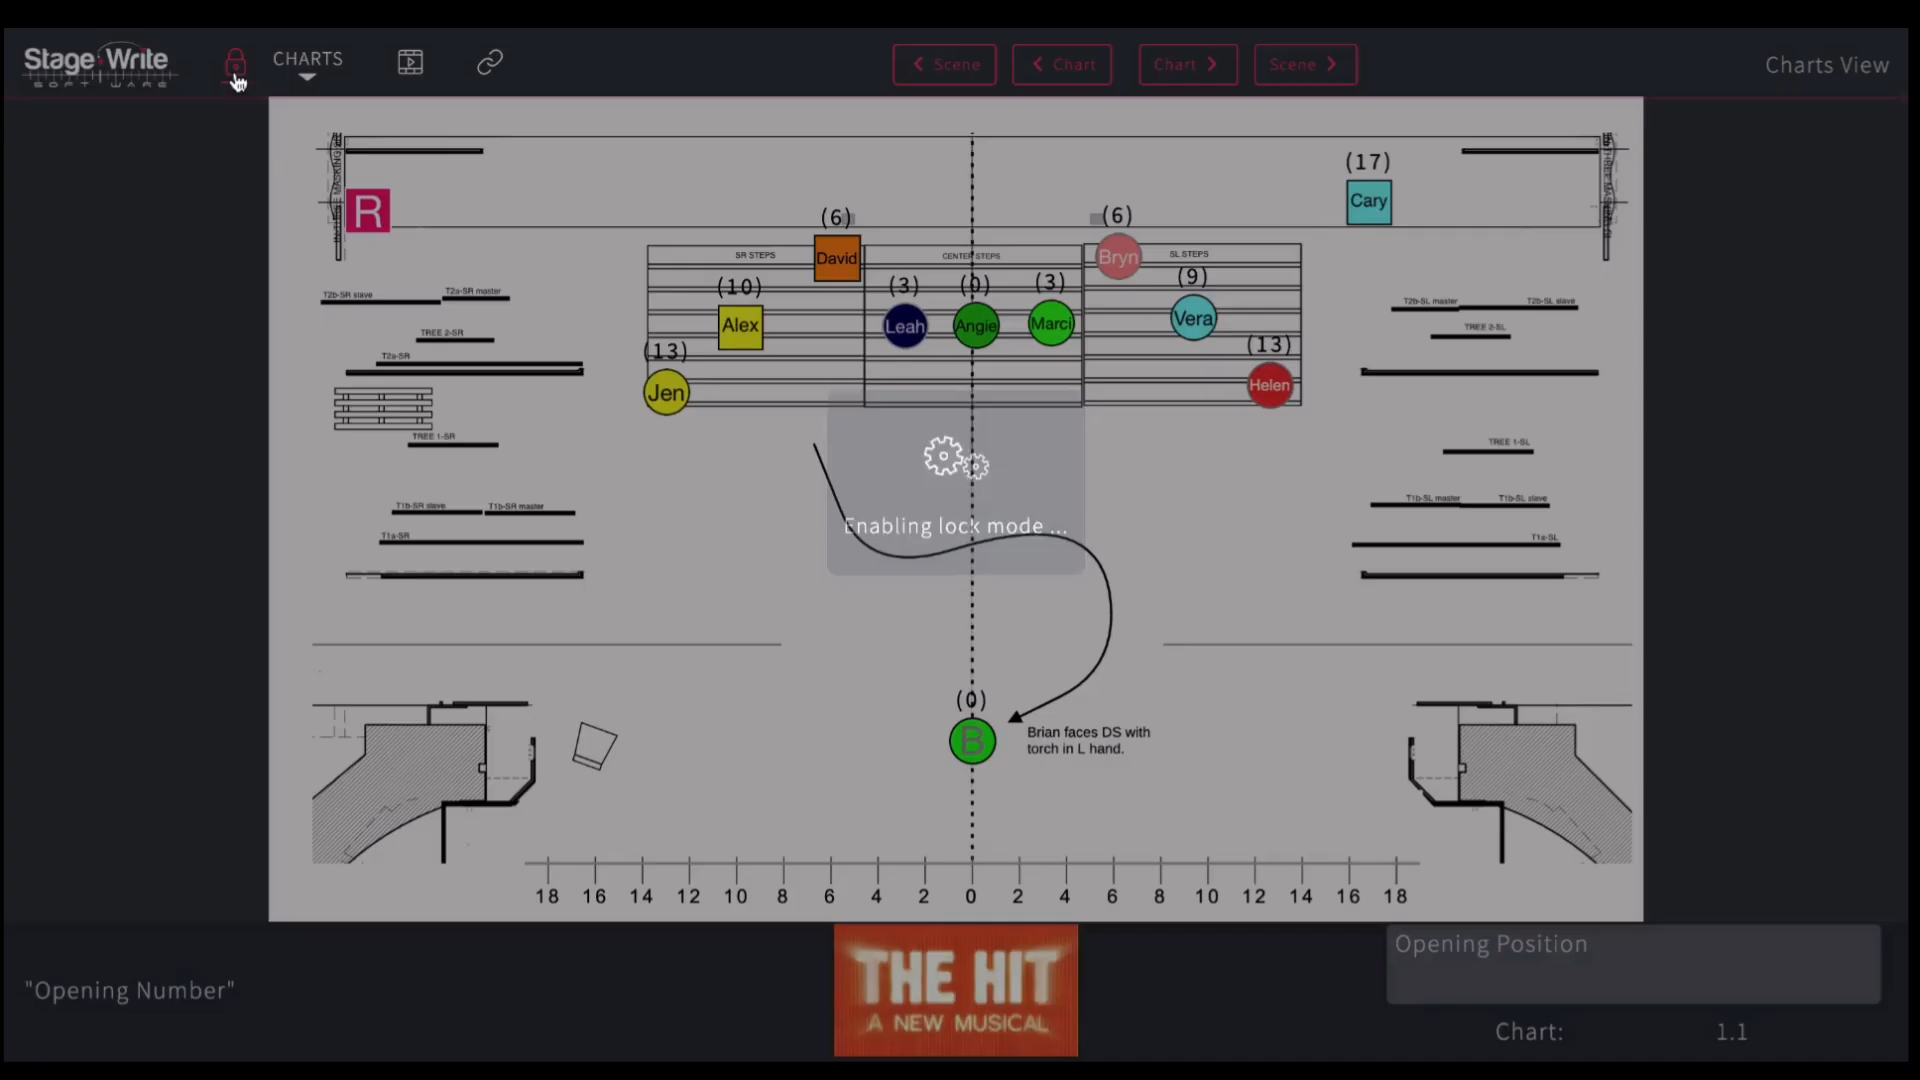 Stage Write
SOFTWARE
CHARTS
Scene
Chart
Chart
Scene
Charts View
(17)
Cary
R
(6)
(6)
David
Bryn
SR STEPS
CENTER STEPS
SL STEPS
(10)
(3)
(0)
(3)
(9)
Alex
Leah
Angie
Marci
Vera
(13)
(13)
Jen
Helen
T2b-SR slave
T2a-SR master
TREE 2-SR
T2a-SR
TREE 1-SR
T1b-SR slave
T1b-SR master
T1a-SR
T2b-SL master
T2b-SL slave
TREE 2-SL
TREE 1-SL
T1b-SL master
T1b-SL slave
T1a-SL
Enabling lock mode ...
(0)
B
Brian faces DS with
torch in L hand.
18 16 14 12 10 8 6 4 2 0 2 4 6 8 10 12 14 16 18
"Opening Number"
THE HIT
A NEW MUSICAL
Opening Position
Chart: 1.1